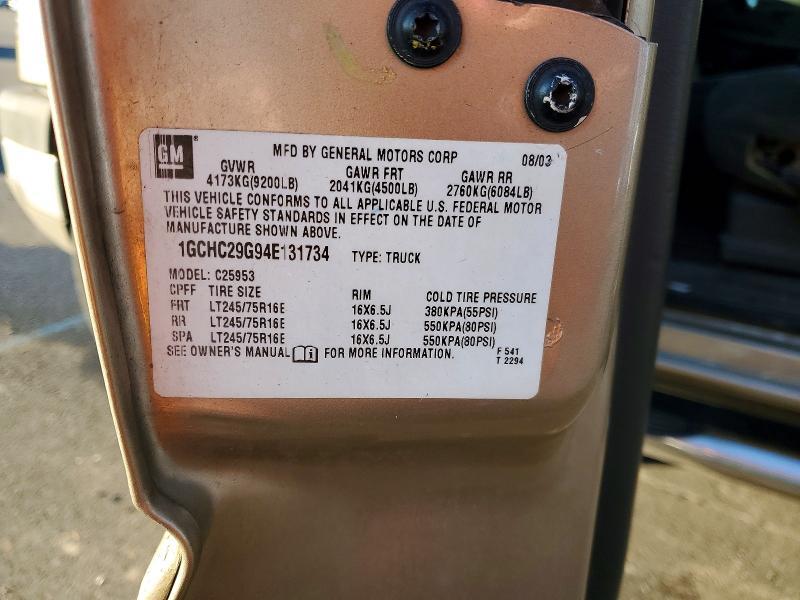 GM ® MFD BY GENERAL MOTORS CORP 08/03
GVWR GAWR FRT GAWR RR
4173KG(9200LB) 2041KG(4500LB) 2760KG(6084LB)
THIS VEHICLE CONFORMS TO ALL APPLICABLE U.S. FEDERAL MOTOR
VEHICLE SAFETY STANDARDS IN EFFECT ON THE DATE OF
MANUFACTURE SHOWN ABOVE.
1GCHC29G94E131734 TYPE: TRUCK
MODEL: C25953
CPFF TIRE SIZE RIM COLD TIRE PRESSURE
FRT LT245/75R16E 16X6.5J 380KPA(55PSI)
RR LT245/75R16E 16X6.5J 550KPA(80PSI)
SPA LT245/75R16E 16X6.5J 550KPA(80PSI)
SEE OWNER'S MANUAL FOR MORE INFORMATION. F 541
T 2294